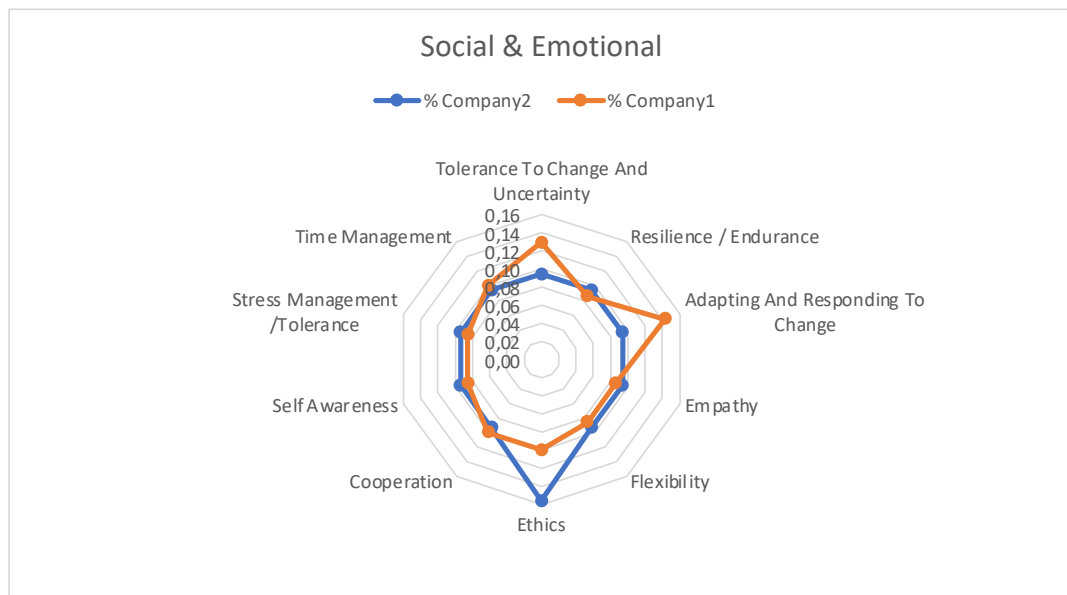 Social & Emotional
% Company2
% Company1
Tolerance To Change And
Uncertainty
0,16
0,14
0,12
0,10
0,08
0,06
0,04
0,02
0,00
Time Management
Resilience / Endurance
Stress Management
/Tolerance
Adapting And Responding To
Change
Self Awareness
Empathy
Cooperation
Flexibility
Ethics